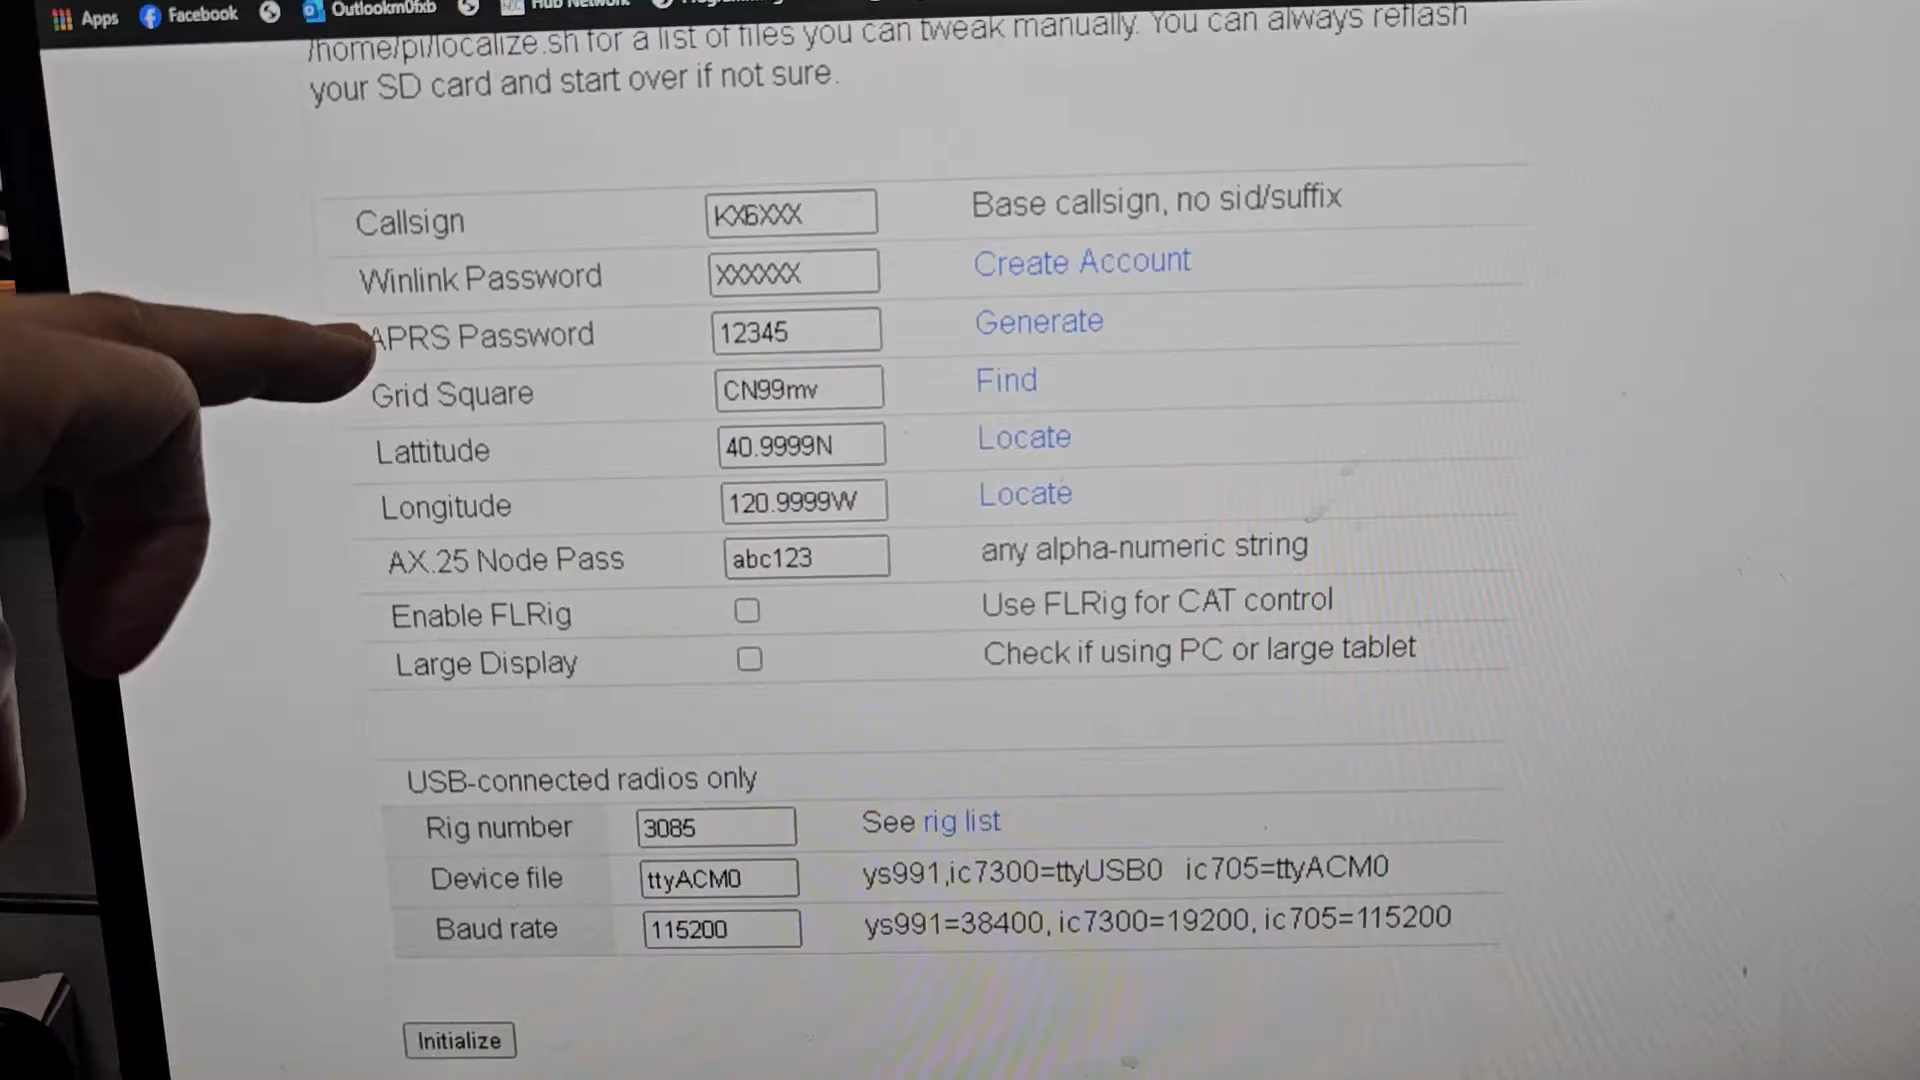 Apps Facebook Outlookm0fxb Hub Network
/home/pi/localize.sh for a list of files you can tweak manually. You can always reflash
your SD card and start over if not sure.
Callsign KX6XXX Base callsign, no sid/suffix
Winlink Password XXXXXX Create Account
APRS Password 12345 Generate
Grid Square CN99mv Find
Lattitude 40.9999N Locate
Longitude 120.9999W Locate
AX.25 Node Pass abc123 any alpha-numeric string
Enable FLRig Use FLRig for CAT control
Large Display Check if using PC or large tablet
USB-connected radios only
Rig number 3085 See rig list
Device file ttyACM0 ys991,ic7300=ttyUSB0 ic705=ttyACM0
Baud rate 115200 ys991=38400, ic7300=19200, ic705=115200
Initialize